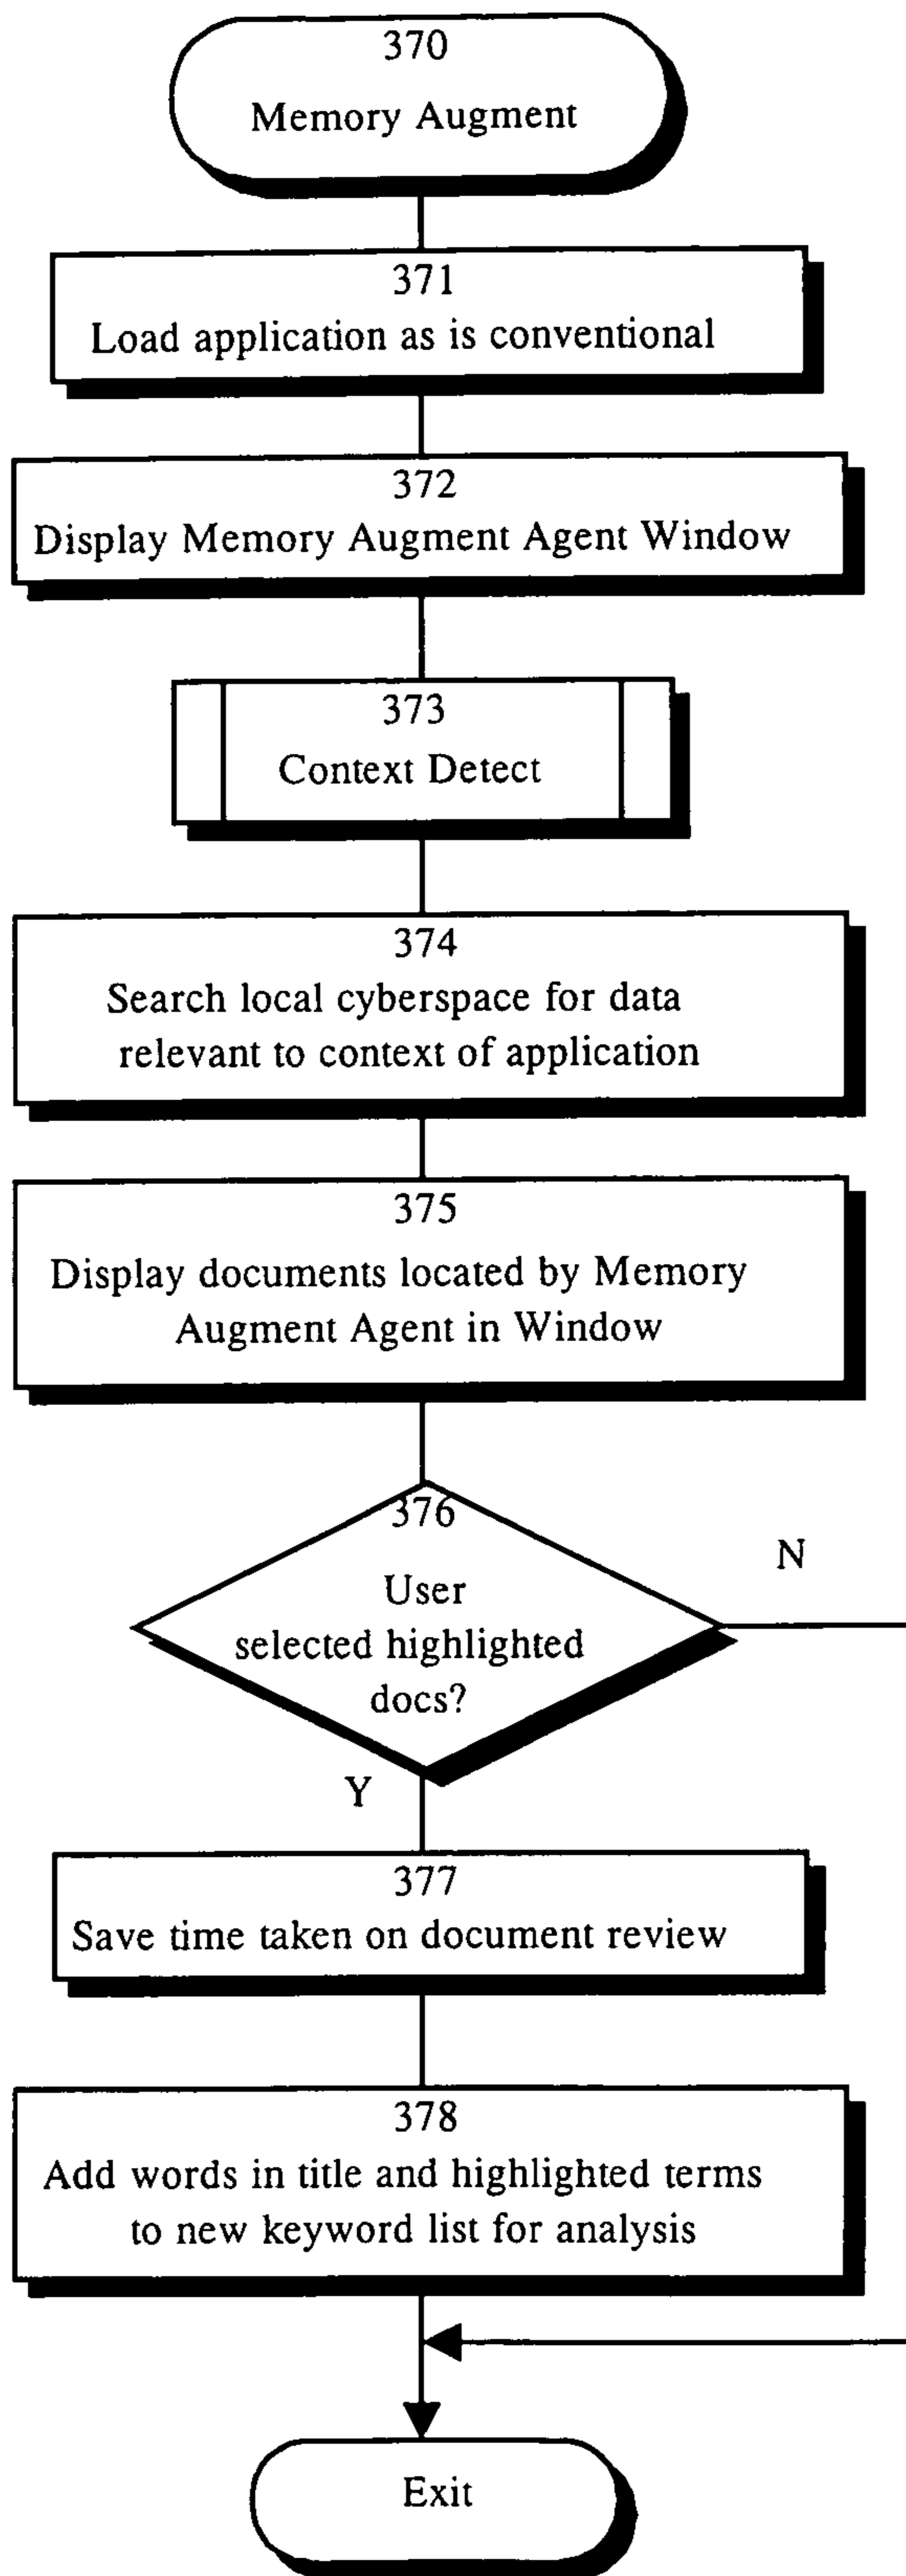 370
Memory Augment
371
Load application as is conventional
372
Display Memory Augment Agent Window
373
Context Detect
374
Search local cyberspace for data
relevant to context of application
375
Display documents located by Memory
Augment Agent in Window
376
N
User
selected highlighted
docs?
Y
377
Save time taken on document review
378
Add words in title and highlighted terms
to new keyword list for analysis
Exit